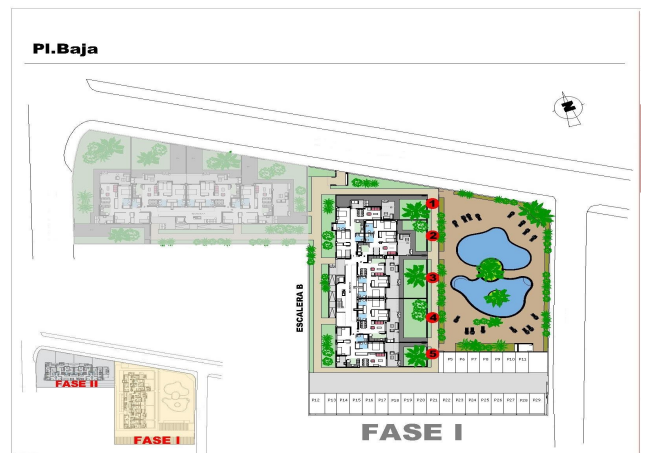 Pl.Baja
N
1
2
3
4
5
ESCALERA B
P5 P6 P7 P8 P9 P10 P11
P12 P13 P14 P15 P16 P17 P18 P19 P20 P21 P22 P23 P24 P25 P26 P27 P28 P29
FASE I
FASE II
FASE I